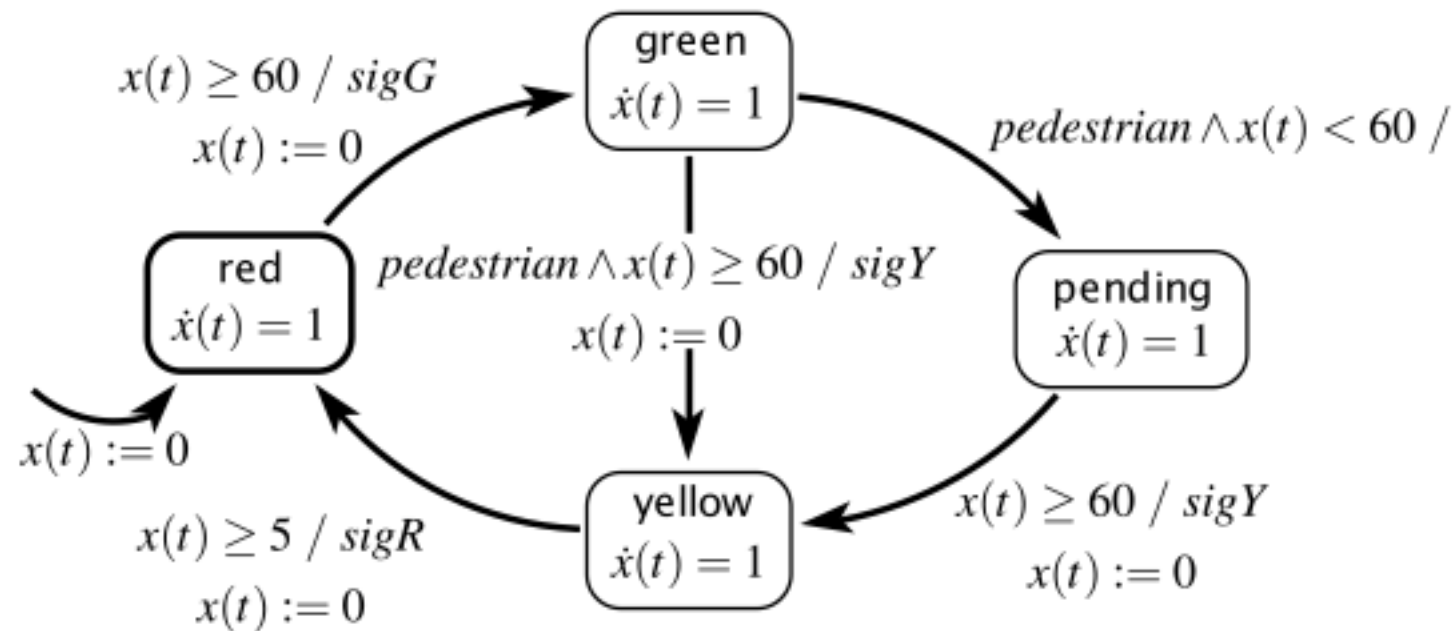 green
ẋ(t) = 1
x(t) ≥ 60 / sigG
x(t) := 0
pedestrian ∧ x(t) < 60 /
red
ẋ(t) = 1
pedestrian ∧ x(t) ≥ 60 / sigY
x(t) := 0
pending
ẋ(t) = 1
x(t) := 0
yellow
ẋ(t) = 1
x(t) ≥ 5 / sigR
x(t) := 0
x(t) ≥ 60 / sigY
x(t) := 0